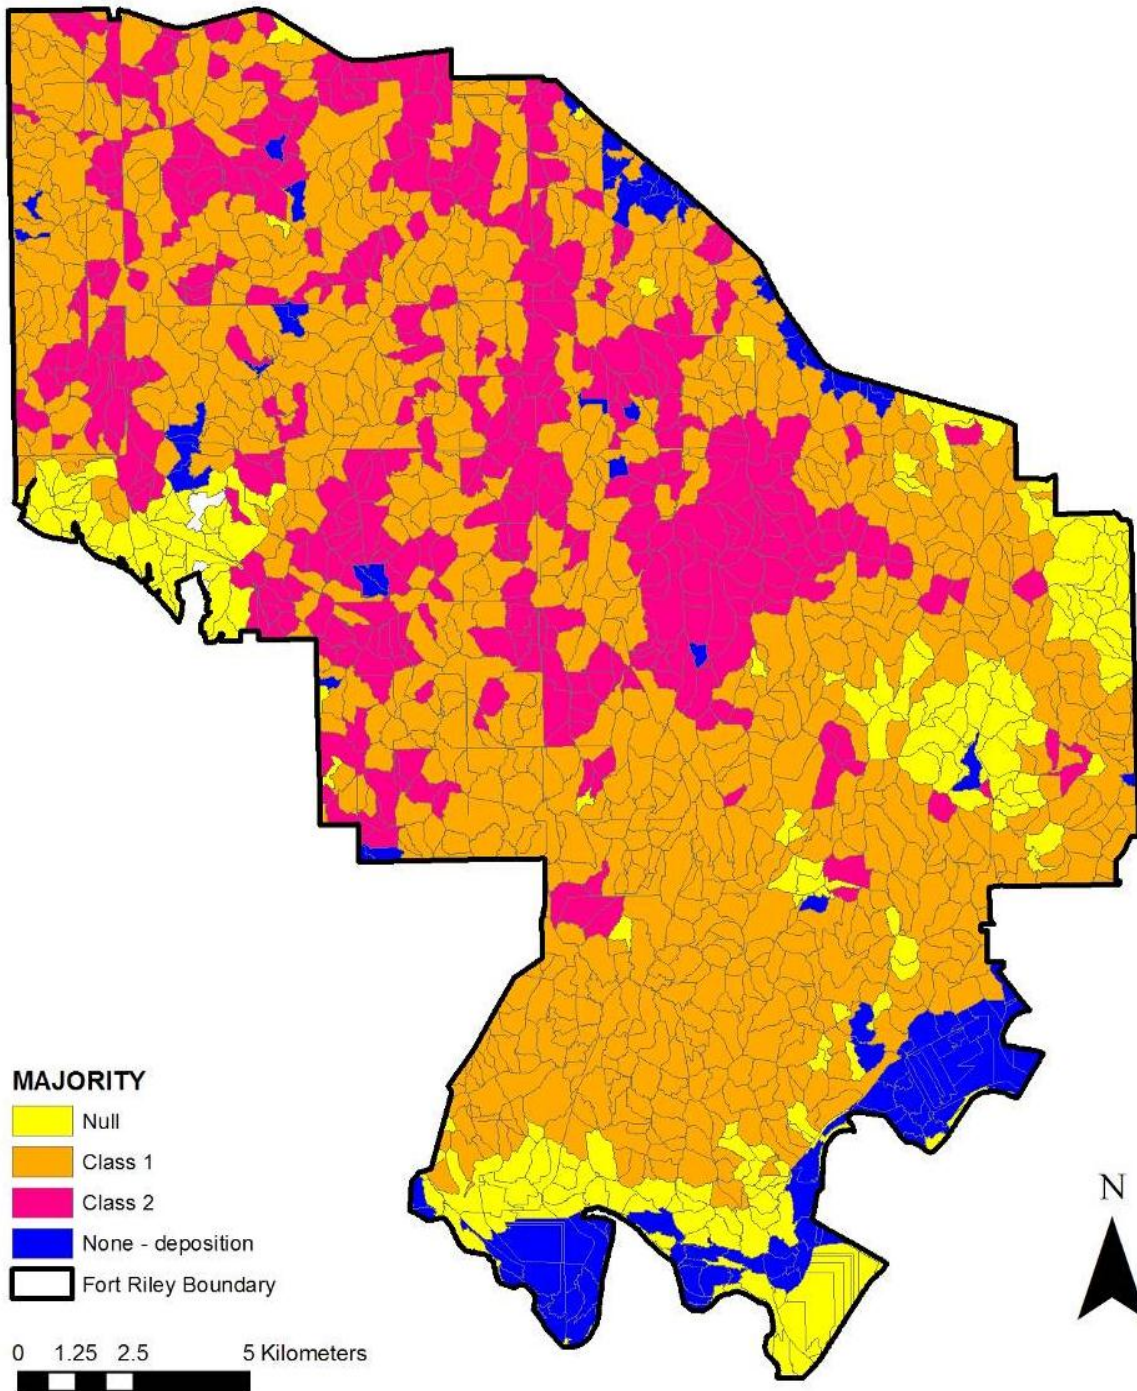 MAJORITY
Null
Class 1
Class 2
None - deposition
Fort Riley Boundary
0 1.25 2.5 5 Kilometers
N